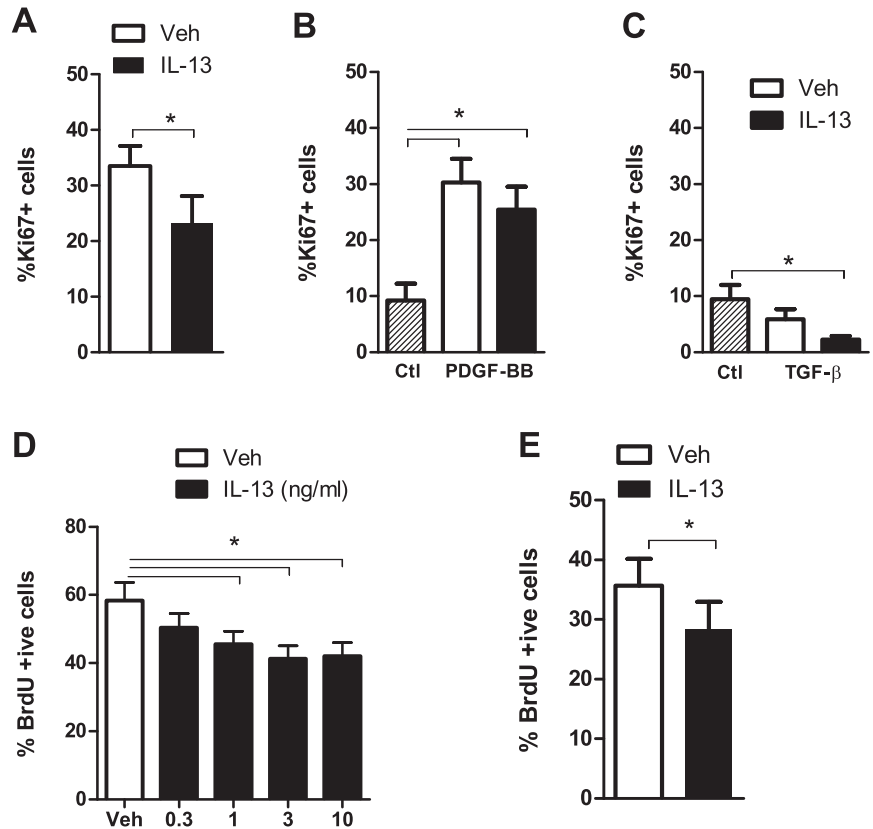 A
Veh
IL-13
%Ki67+ cells
50
40
30
20
10
0
*
B
%Ki67+ cells
50
40
30
20
10
0
*
Ctl PDGF-BB
C
Veh
IL-13
%Ki67+ cells
50
40
30
20
10
0
*
Ctl TGF-β
D
Veh
IL-13 (ng/ml)
% BrdU +ive cells
80
60
40
20
0
*
Veh 0.3 1 3 10
E
Veh
IL-13
% BrdU +ive cells
50
40
30
20
10
0
*